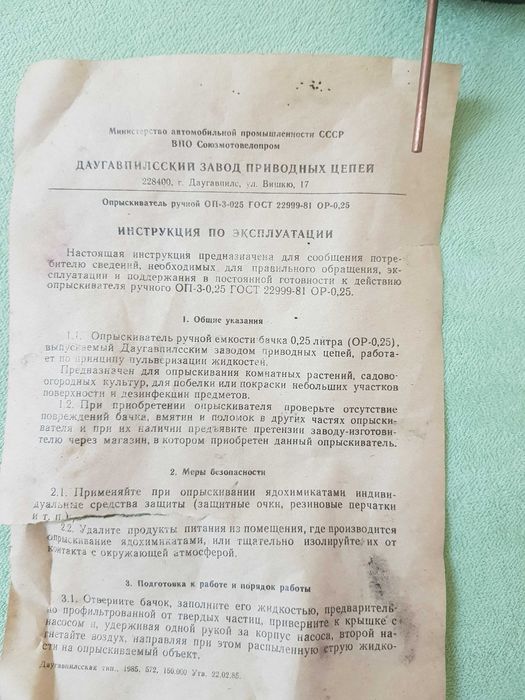 Министерство автомобильной промышленности СССР
ВПО Союзмотовелопром
ДАУГАВПИЛССКИЙ ЗАВОД ПРИВОДНЫХ ЦЕПЕЙ
228400, г. Даугавпилс, ул. Вишкю, 17
Опрыскиватель ручной ОП-3-025 ГОСТ 22999-81 ОР-0,25
ИНСТРУКЦИЯ ПО ЭКСПЛУАТАЦИИ
Настоящая инструкция предназначена для сообщения потре-
бителю сведений, необходимых для правильного обращения, эк-
сплуатации и поддержания в постоянной готовности к действию
опрыскивателя ручного ОП-3-0,25 ГОСТ 22999-81 ОР-0,25.
1. Общие указания
1.1. Опрыскиватель ручной емкости бачка 0,25 литра (ОР-0,25),
выпускаемый Даугавпилсским заводом приводных цепей, работа-
ет по принципу пульверизации жидкостей.
Предназначен для опрыскивания комнатных растений, садово-
огородных культур, для побелки или покраски небольших участков
поверхности и дезинфекции предметов.
1.2. При приобретении опрыскивателя проверьте отсутствие
повреждений бачка, вмятин и поломок в других частях опрыски-
вателя и при их наличии предъявите претензии заводу-изготови-
телю через магазин, в котором приобретен данный опрыскиватель.
2. Меры безопасности
2.1. Применяйте при опрыскивании ядохимикатами индиви-
дуальные средства защиты (защитные очки, резиновые перчатки
и т. п.)
2.2. Удалите продукты питания из помещения, где производится
опрыскивание ядохимикатами, или тщательно изолируйте их от
контакта с окружающей атмосферой.
3. Подготовка к работе и порядок работы
3.1. Отверните бачок, заполните его жидкостью, предваритель-
но профильтрованной от твердых частиц, приверните к крышке с
насосом и, удерживая одной рукой за корпус насоса, второй на-
гнетайте воздух, направляя при этом распыленную струю жидко-
сти на опрыскиваемый объект.
Даугавпилсская тип., 1985, 572, 150.000 Утв. 22.02.85.